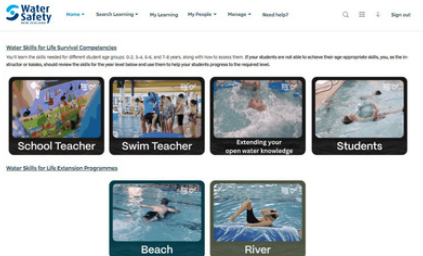 Water
Safety
NEW ZEALAND
Home Search Learning My Learning My People Manage Need help? Sign out
Water Skills for Life Survival Competencies
You'll learn the skills needed for different student age groups: 0-2, 3-4, 5-6, and 7-8 years, along with how to assess them. If your students are not able to achieve their age appropriate skills, you, as the in-
structor or kaiako, should review the skills for the year level below and use them to help your students progress to the required level.
School Teacher
Swim Teacher
Extending your
open water knowledge
Students
Water Skills for Life Extension Programmes
Beach
River